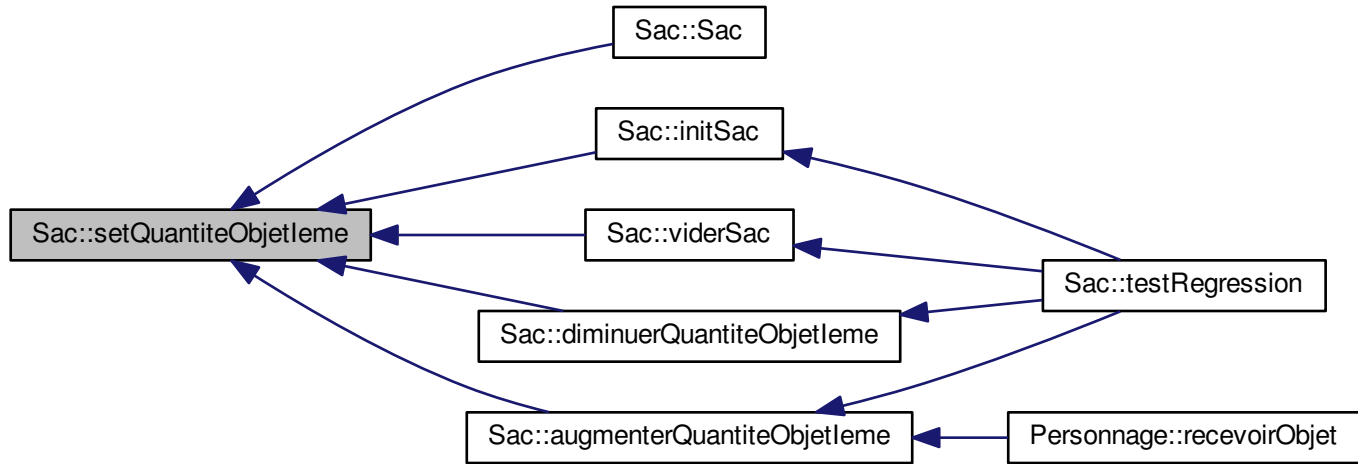 Sac::Sac
Sac::initSac
Sac::setQuantiteObjetIeme
Sac::viderSac
Sac::testRegression
Sac::diminuerQuantiteObjetIeme
Sac::augmenterQuantiteObjetIeme
Personnage::recevoirObjet